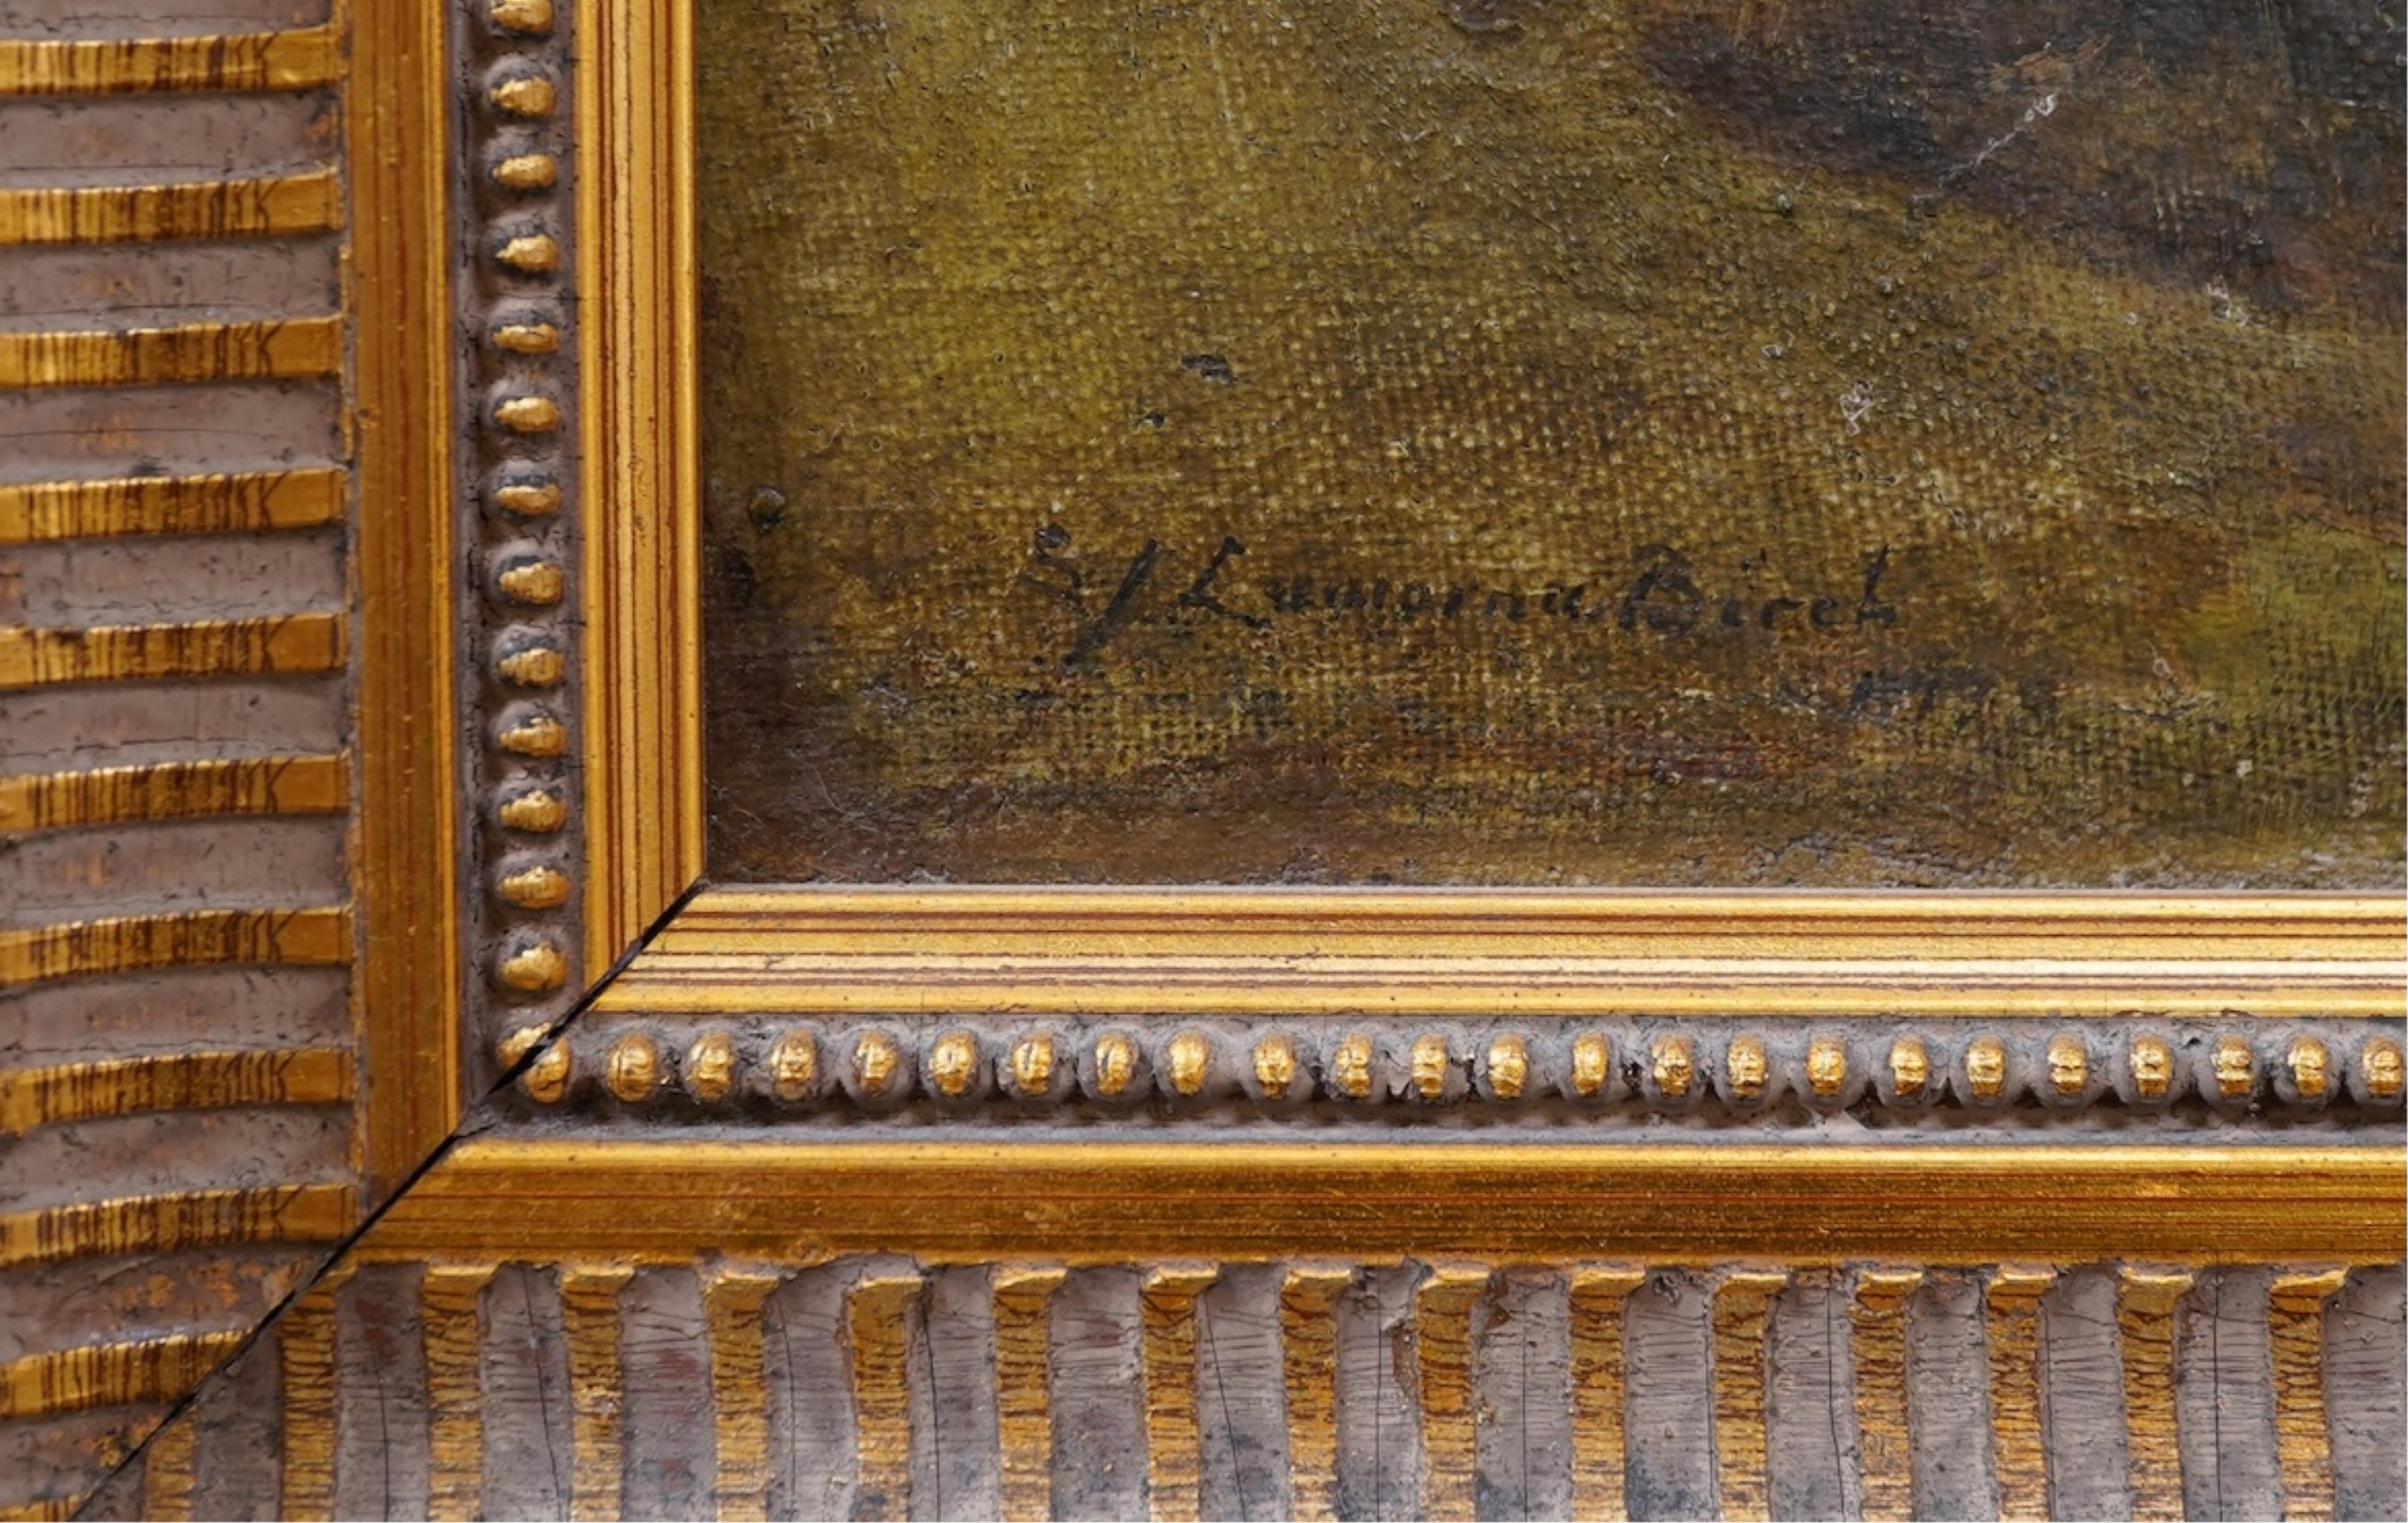 S J Lamorna Birch